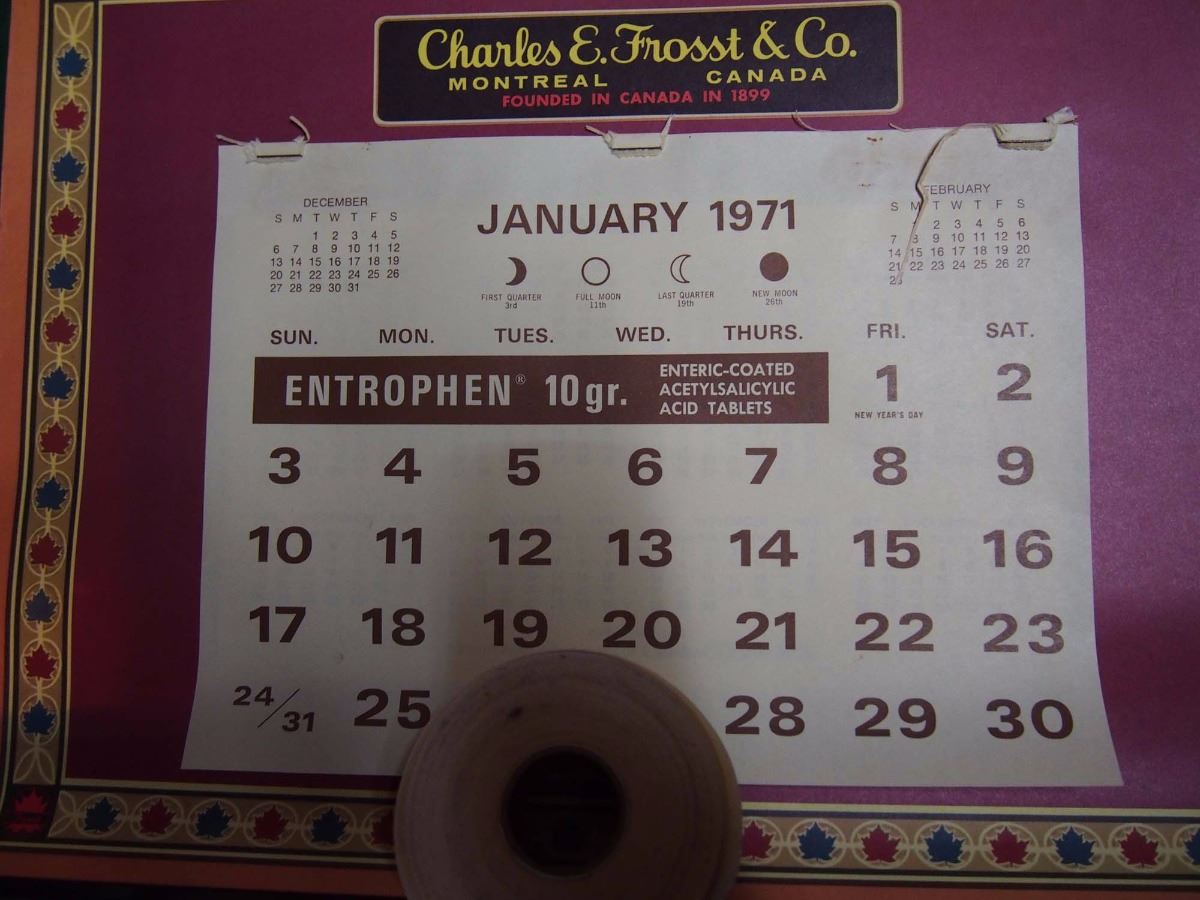 Charles E. Frosst & Co.
MONTREAL CANADA
FOUNDED IN CANADA IN 1899
DECEMBER
S M T W T F S
1 2 3 4 5
6 7 8 9 10 11 12
13 14 15 16 17 18 19
20 21 22 23 24 25 26
27 28 29 30 31
JANUARY 1971
FIRST QUARTER
3rd
FULL MOON
11th
LAST QUARTER
19th
NEW MOON
26th
FEBRUARY
S M T W T F S
2 3 4 5 6
7 8 9 10 11 12 13
14 15 16 17 18 19 20
21 22 23 24 25 26 27
SUN. MON. TUES. WED. THURS. FRI. SAT.
ENTROPHEN® 10gr.
ENTERIC-COATED
ACETYLSALICYLIC
ACID TABLETS
1 2
NEW YEAR'S DAY
3 4 5 6 7 8 9
10 11 12 13 14 15 16
17 18 19 20 21 22 23
24/31 25 28 29 30